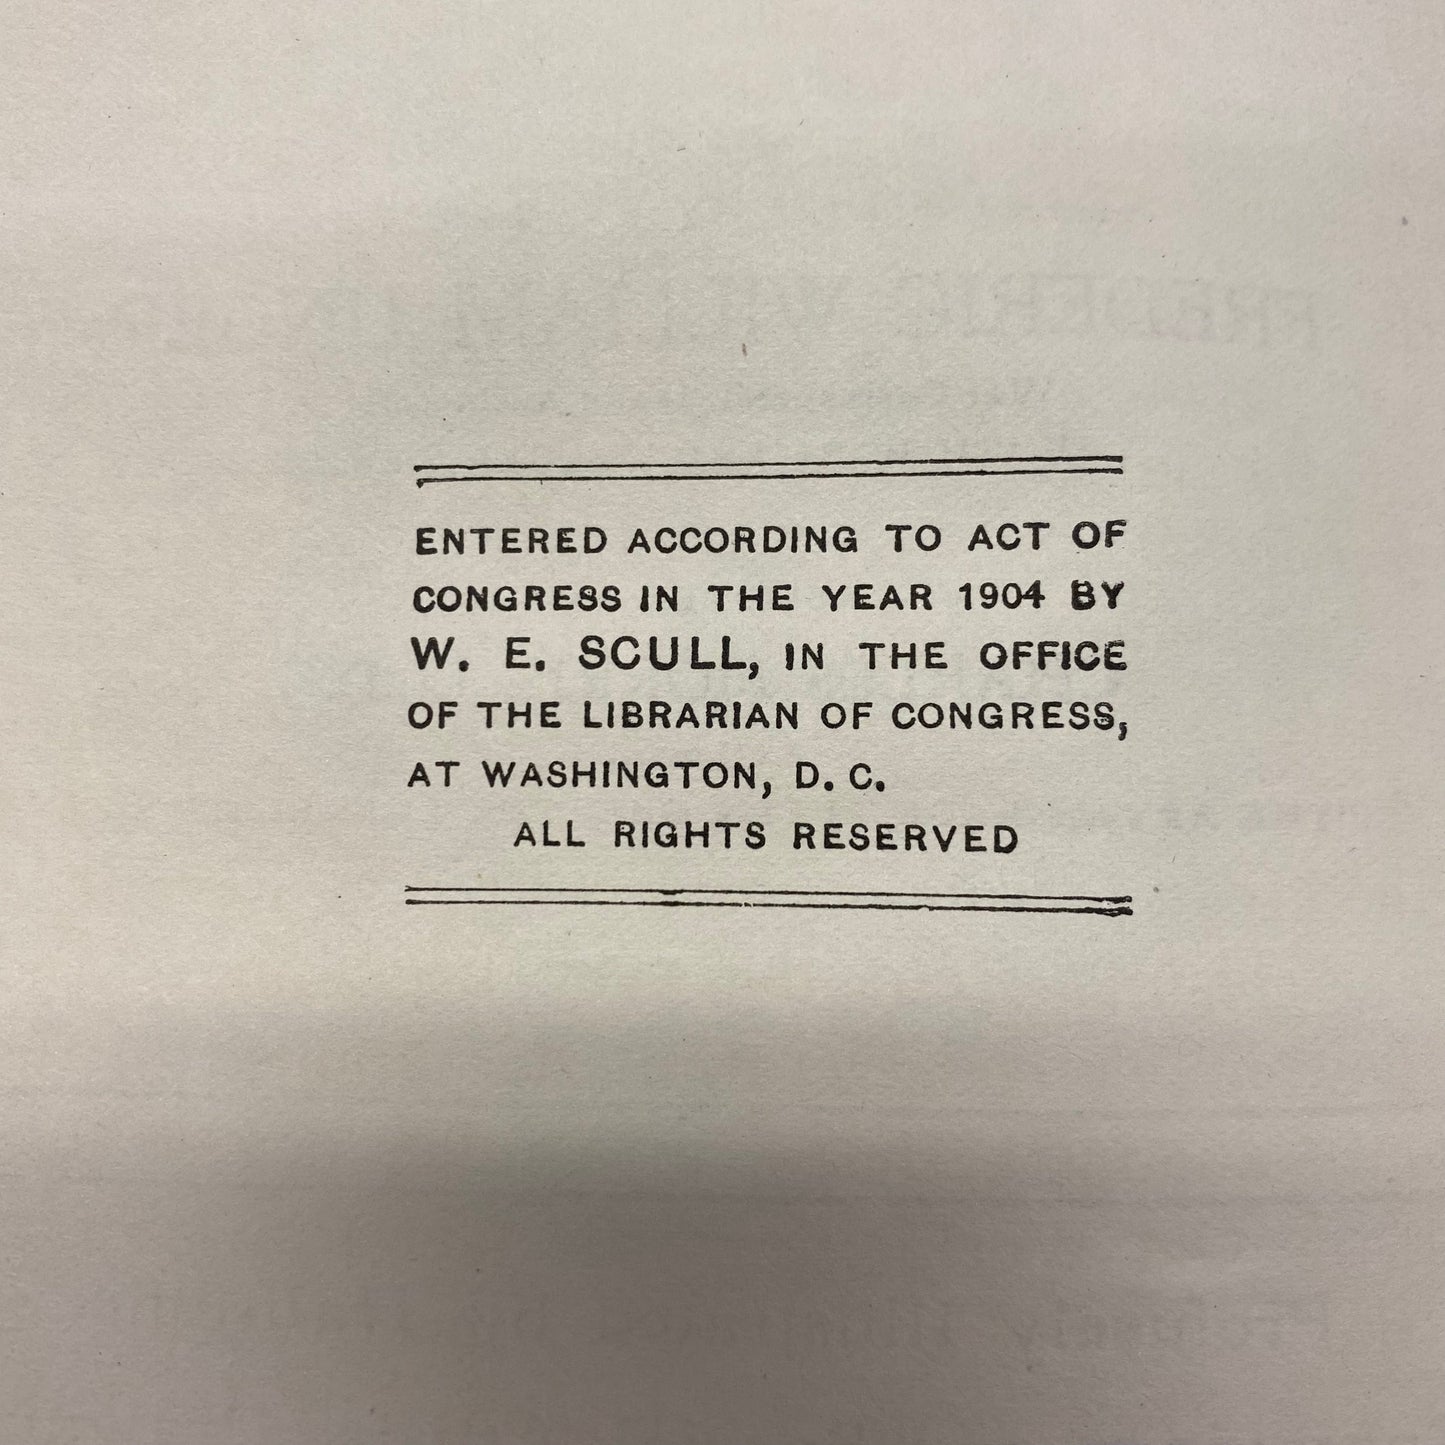 ENTERED ACCORDING TO ACT OF
CONGRESS IN THE YEAR 1904 BY
W. E. SCULL, IN THE OFFICE
OF THE LIBRARIAN OF CONGRESS,
AT WASHINGTON, D. C.
ALL RIGHTS RESERVED